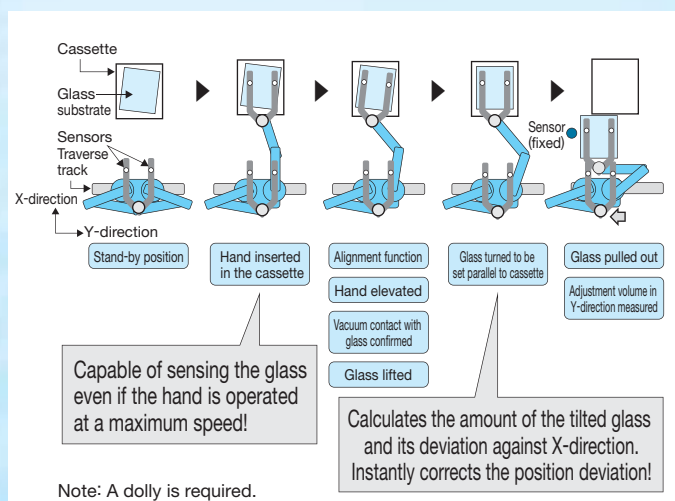 Cassette
Glass
substrate
Sensors
Traverse
track
X-direction
Y-direction
Sensor
(fixed)
Stand-by position
Hand inserted
in the cassette
Alignment function
Hand elevated
Vacuum contact with
glass confirmed
Glass lifted
Glass turned to be
set parallel to cassette
Glass pulled out
Adjustment volume in
Y-direction measured
Capable of sensing the glass
even if the hand is operated
at a maximum speed!
Calculates the amount of the tilted glass
and its deviation against X-direction.
Instantly corrects the position deviation!
Note: A dolly is required.